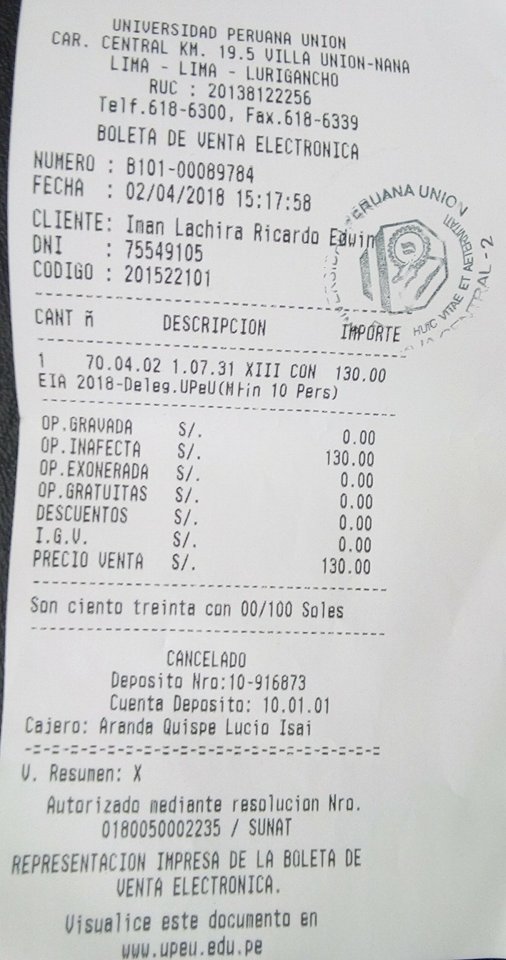 UNIVERSIDAD PERUANA UNION
CAR. CENTRAL KM. 19.5 VILLA UNION-NANA
LIMA - LIMA - LURIGANCHO
RUC : 20138122256
Telf.618-6300, Fax.618-6339
BOLETA DE VENTA ELECTRONICA
NUMERO : B101-00089784
FECHA : 02/04/2018 15:17:58
CLIENTE: Iman Lachira Ricardo Edwin
DNI : 75549105
CODIGO : 201522101
PERUANA UNION
HUIC VITAE ET AETERNITATI
CANT ñ DESCRIPCION IMPORTE
1 70.04.02 1.07.31 XIII CON 130.00
EIA 2018-Deleg.UPeU( 10 Pers)
OP.GRAVADA S/. 0.00
OP.INAFECTA S/. 130.00
OP.EXONERADA S/. 0.00
OP.GRATUITAS S/. 0.00
DESCUENTOS S/. 0.00
I.G.V. S/. 0.00
PRECIO VENTA S/. 130.00
Son ciento treinta con 00/100 Soles
CANCELADO
Deposito Nro:10-916873
Cuenta Deposito: 10.01.01
Cajero: Aranda Quispe Lucio Isai
V. Resumen: X
Autorizado mediante resolucion Nro.
0180050002235 / SUNAT
REPRESENTACION IMPRESA DE LA BOLETA DE
VENTA ELECTRONICA.
Visualice este documento en
www.upeu.edu.pe